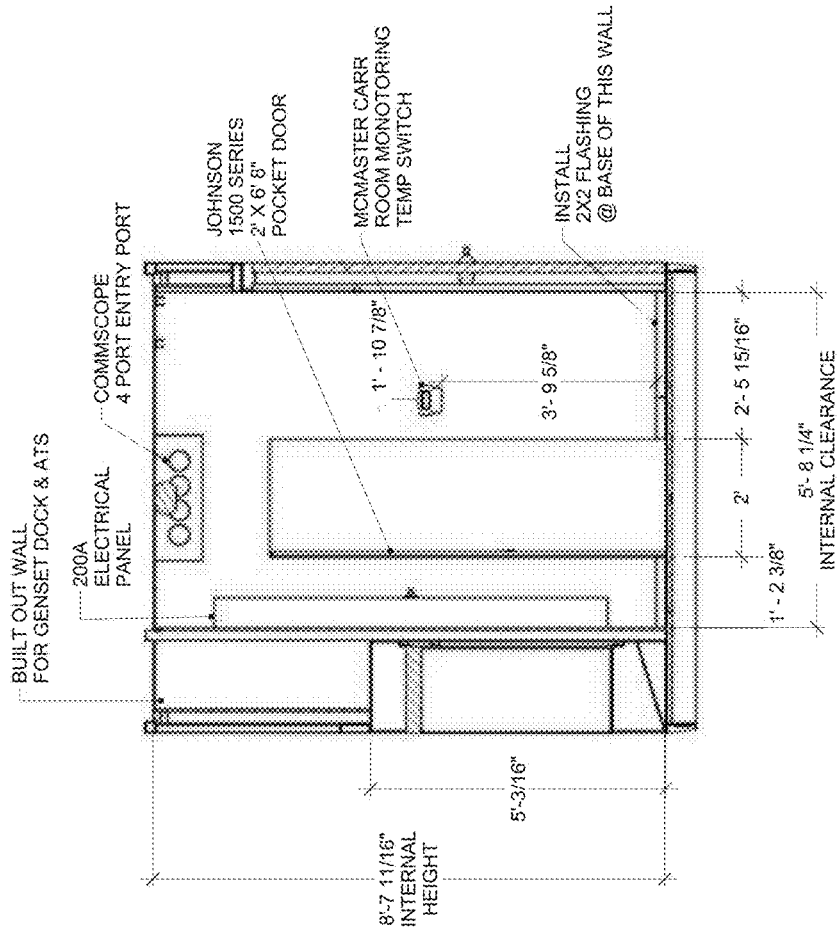 BUILT OUT WALL
FOR GENSET DOCK & ATS
200A
ELECTRICAL
PANEL
COMMSCOPE
4 PORT ENTRY PORT
JOHNSON
1500 SERIES
2' X 6' 8"
POCKET DOOR
MCMASTER CARR
ROOM MONOTORING
TEMP SWITCH
INSTALL
2X2 FLASHING
@ BASE OF THIS WALL
1' - 10 7/8"
3'- 9 5/8"
8'-7 11/16"
INTERNAL
HEIGHT
5'-3/16"
1' - 2 3/8"
2'
2'- 5 15/16"
5'- 8 1/4"
INTERNAL CLEARANCE